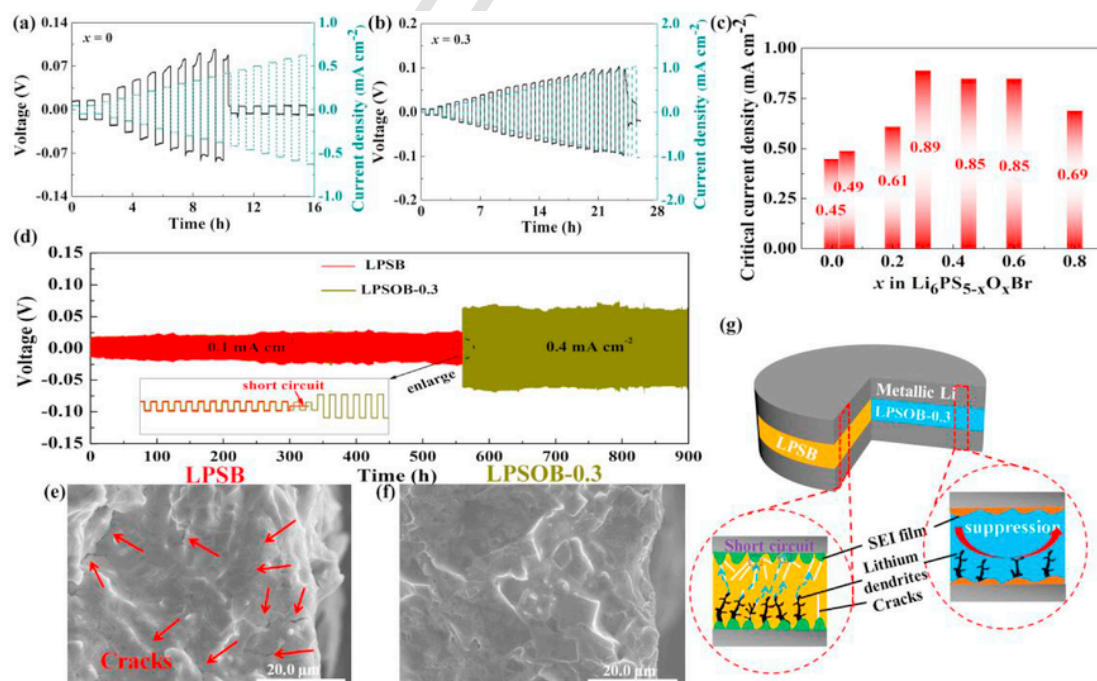 (a)
x = 0
Voltage (V)
0.14
0.07
0.00
-0.07
-0.14
1.0
0.5
0.0
-0.5
-1.0
Current density (mA cm⁻²)
0 4 8 12 16
Time (h)
(b)
x = 0.3
Voltage (V)
0.2
0.1
0.0
-0.1
-0.2
2.0
1.0
0.0
-1.0
-2.0
Current density (mA cm⁻²)
0 7 14 21 28
Time (h)
(c)
Critical current density (mA cm⁻²)
1.00
0.75
0.50
0.25
0.00
0.45
0.49
0.61
0.89
0.85
0.85
0.69
0.0 0.2 0.4 0.6 0.8
x in Li₆PS₅₋ₓOₓBr
(d)
Voltage (V)
0.15
0.10
0.05
0.00
-0.05
-0.10
-0.15
LPSB
LPSOB-0.3
0.1 mA cm
0.4 mA cm⁻²
enlarge
short circuit
0 100 200 300 400 500 600 700 800 900
Time (h)
LPSB
LPSOB-0.3
(e)
Cracks
20.0 μm
(f)
20.0 μm
(g)
Metallic Li
LPSOB-0.3
LPSB
Short circuit
SEI film
Lithium
dendrites
Cracks
suppression